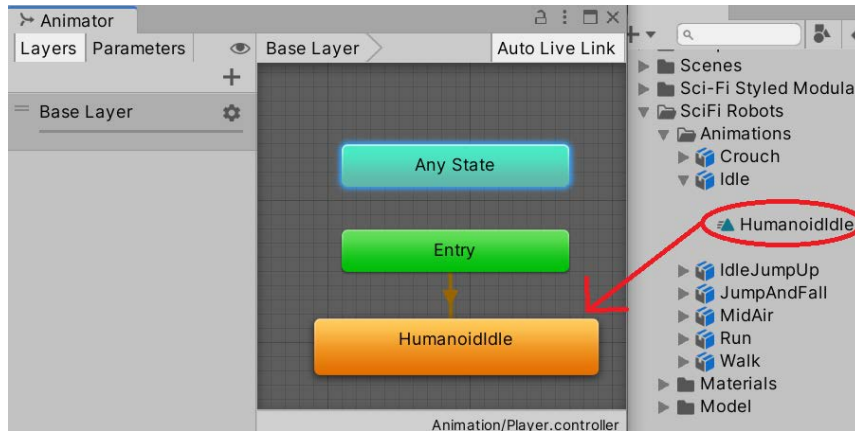 Animator
Layers Parameters
Base Layer
Auto Live Link
Base Layer
Any State
Entry
HumanoidIdle
Animation/Player.controller
Scenes
Sci-Fi Styled Modula
SciFi Robots
Animations
Crouch
Idle
HumanoidIdle
IdleJumpUp
JumpAndFall
MidAir
Run
Walk
Materials
Model